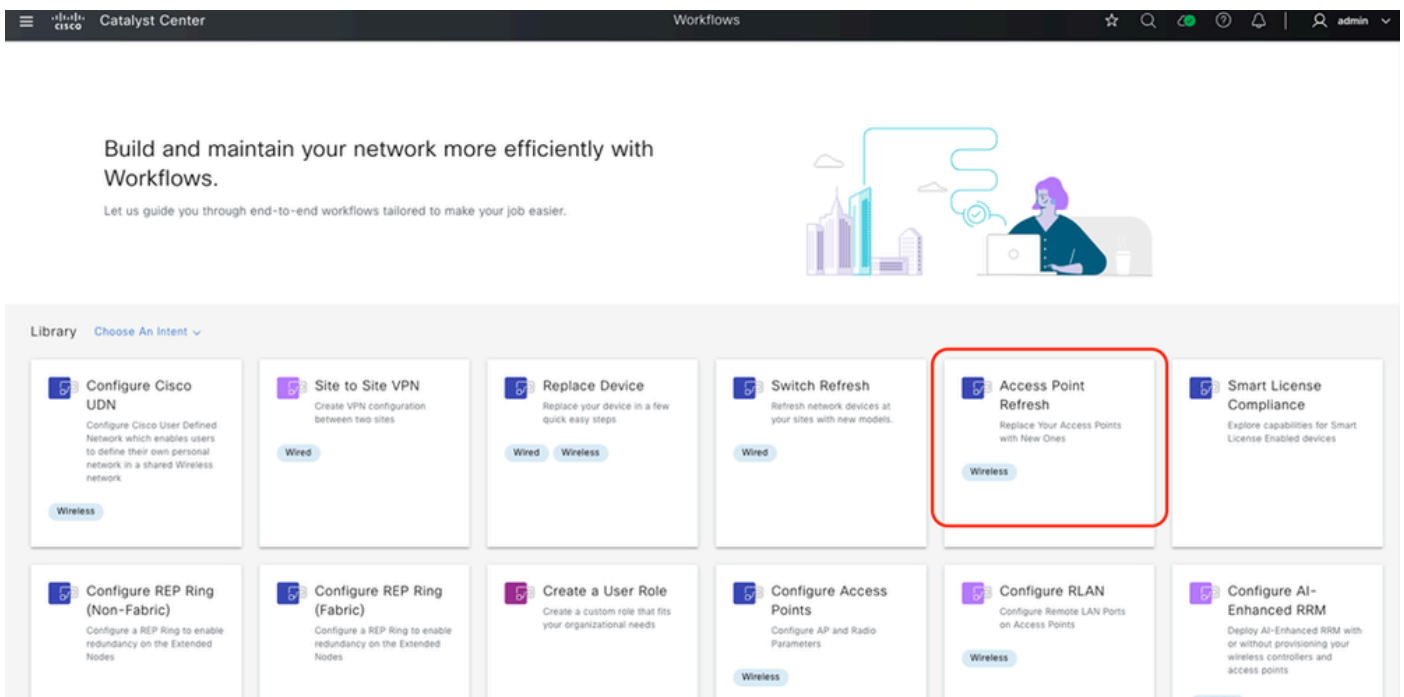 cisco Catalyst Center
Workflows
admin
Build and maintain your network more efficiently with
Workflows.
Let us guide you through end-to-end workflows tailored to make your job easier.
Library Choose An Intent
Configure Cisco
UDN
Configure Cisco User Defined
Network which enables users
to define their own personal
network in a shared Wireless
network
Wireless
Site to Site VPN
Create VPN configuration
between two sites
Wired
Replace Device
Replace your device in a few
quick easy steps
Wired Wireless
Switch Refresh
Refresh network devices at
your sites with new models.
Wired
Access Point
Refresh
Replace Your Access Points
with New Ones
Wireless
Smart License
Compliance
Explore capabilities for Smart
License Enabled devices
Configure REP Ring
(Non-Fabric)
Configure a REP Ring to enable
redundancy on the Extended
Nodes
Configure REP Ring
(Fabric)
Configure a REP Ring to enable
redundancy on the Extended
Nodes
Create a User Role
Create a custom role that fits
your organizational needs
Configure Access
Points
Configure AP and Radio
Parameters
Wireless
Configure RLAN
Configure Remote LAN Ports
on Access Points
Wireless
Configure AI-
Enhanced RRM
Deploy AI-Enhanced RRM with
or without provisioning your
wireless controllers and
access points